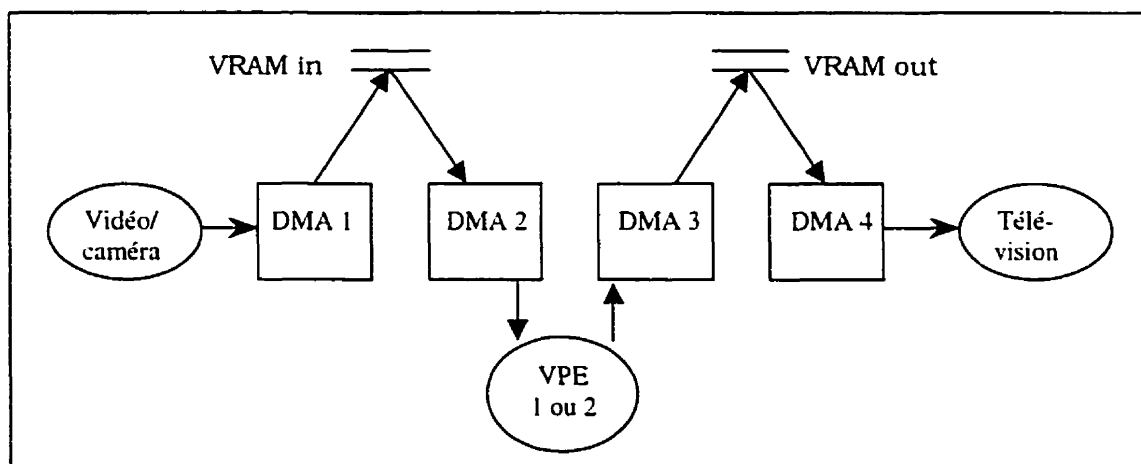 VRAM in
VRAM out
Vidéo/
caméra
DMA 1
DMA 2
DMA 3
DMA 4
Télé-
vision
VPE
1 ou 2